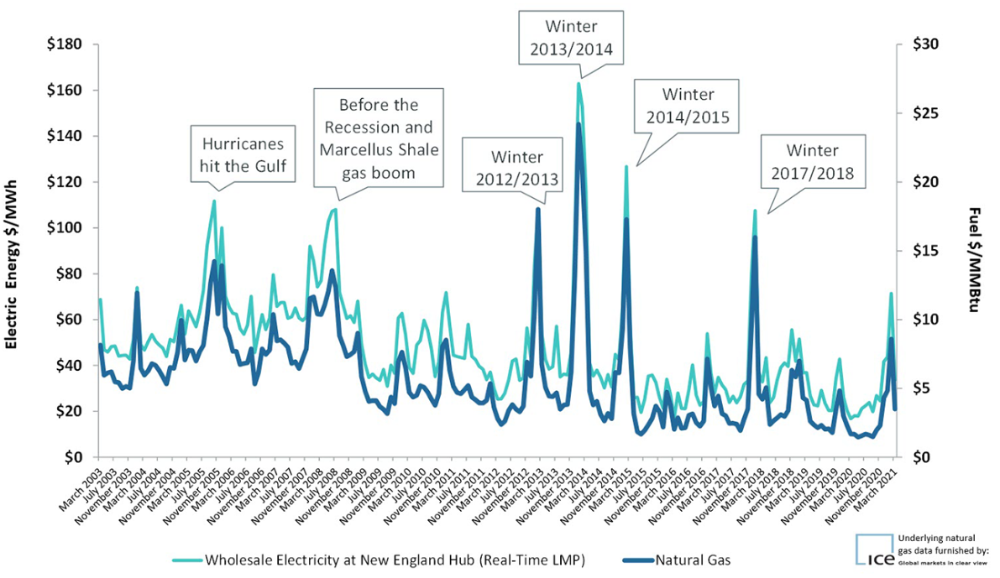 Winter
2013/2014
$180
$30
Before the
Recession and
Marcellus Shale
gas boom
Winter
2014/2015
$160
$25
Hurricanes
hit the Gulf
Winter
2012/2013
Winter
2017/2018
$140
$120
$20
$100
$80
$15
$60
$10
$40
$5
$20
$0
$0
Electric Energy $/MWh
Fuel $/MMBtu
March 2003
July 2003
November 2003
March 2004
July 2004
November 2004
March 2005
July 2005
November 2005
March 2006
July 2006
November 2006
March 2007
July 2007
November 2007
March 2008
July 2008
November 2008
March 2009
July 2009
November 2009
March 2010
July 2010
November 2010
March 2011
July 2011
November 2011
March 2012
July 2012
November 2012
March 2013
July 2013
November 2013
March 2014
July 2014
November 2014
March 2015
July 2015
November 2015
March 2016
July 2016
November 2016
March 2017
July 2017
November 2017
March 2018
July 2018
November 2018
March 2019
July 2019
November 2019
March 2020
July 2020
November 2020
March 2021
Wholesale Electricity at New England Hub (Real-Time LMP)
Natural Gas
ice
Underlying natural
gas data furnished by:
Global markets in clear view